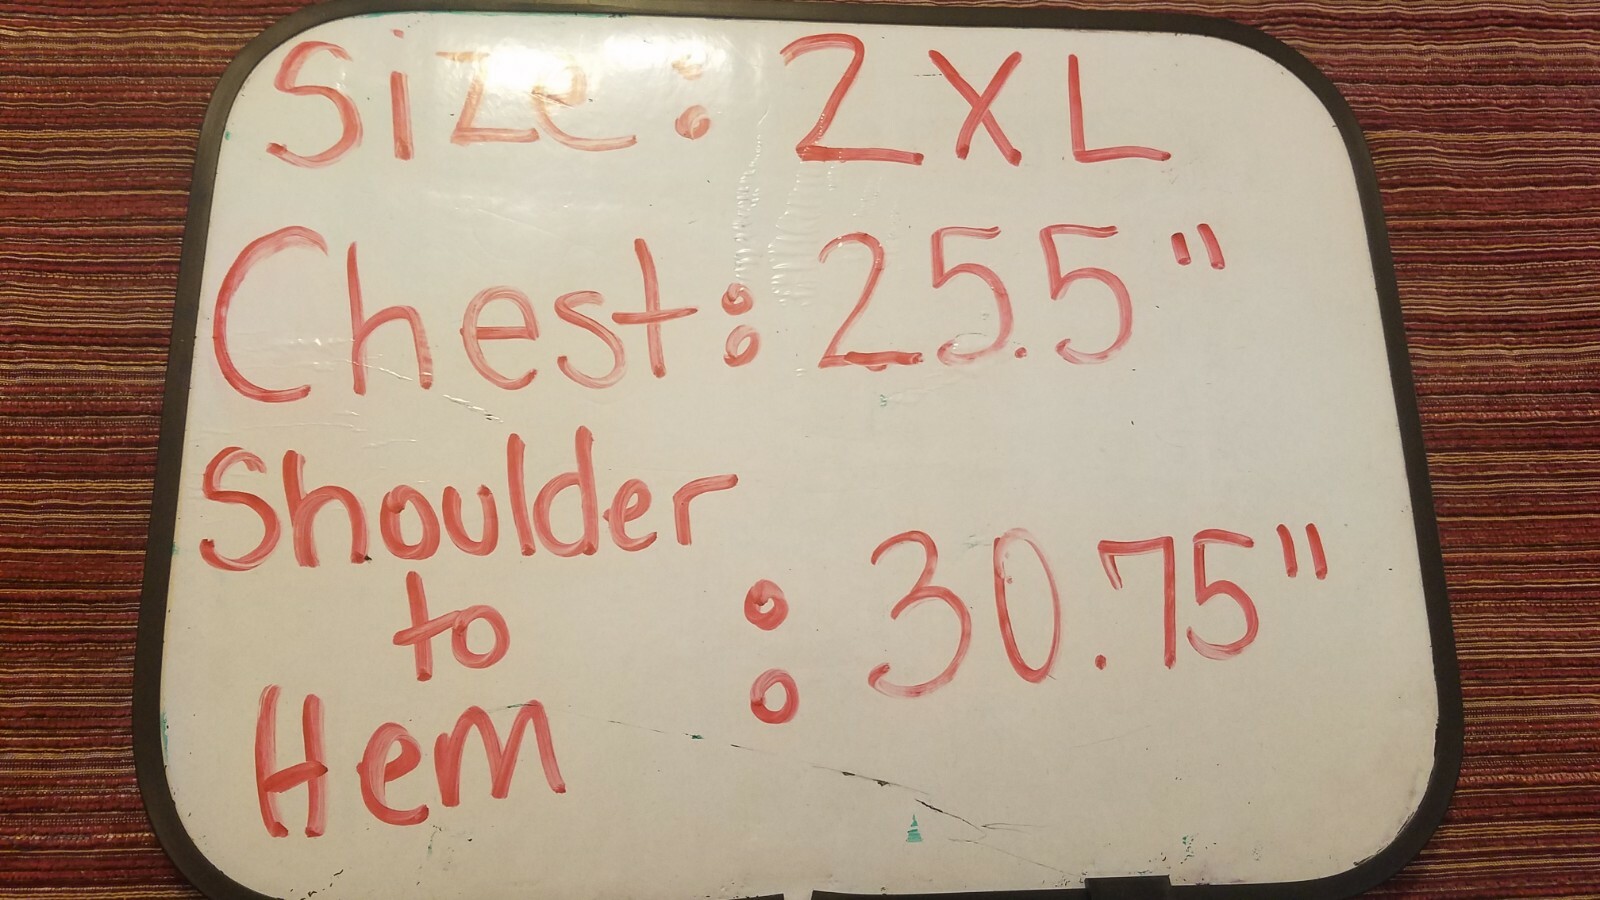 Size: 2XL
Chest: 25.5"
Shoulder
to
Hem : 30.75"